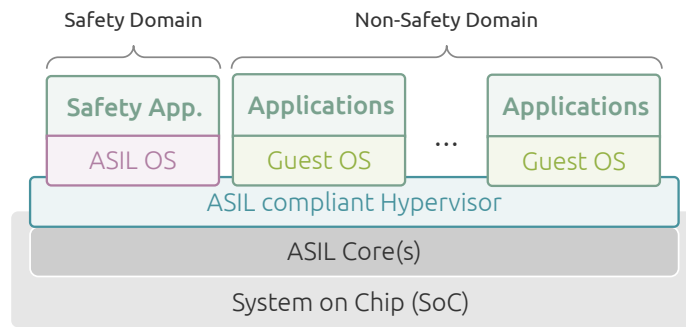 Safety Domain
Non-Safety Domain
Safety App.
Applications
Applications
ASIL OS
Guest OS
...
Guest OS
ASIL compliant Hypervisor
ASIL Core(s)
System on Chip (SoC)